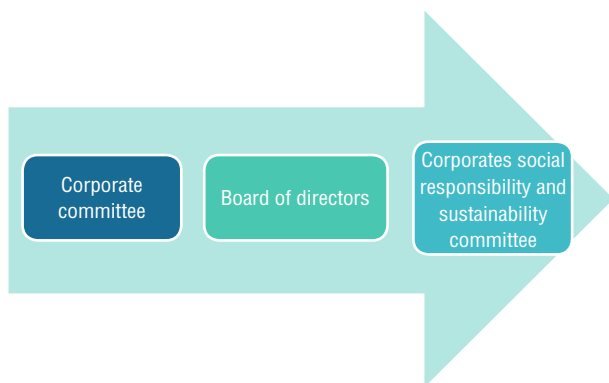 Corporate
committee
Board of directors
Corporates social
responsibility and
sustainability
committee